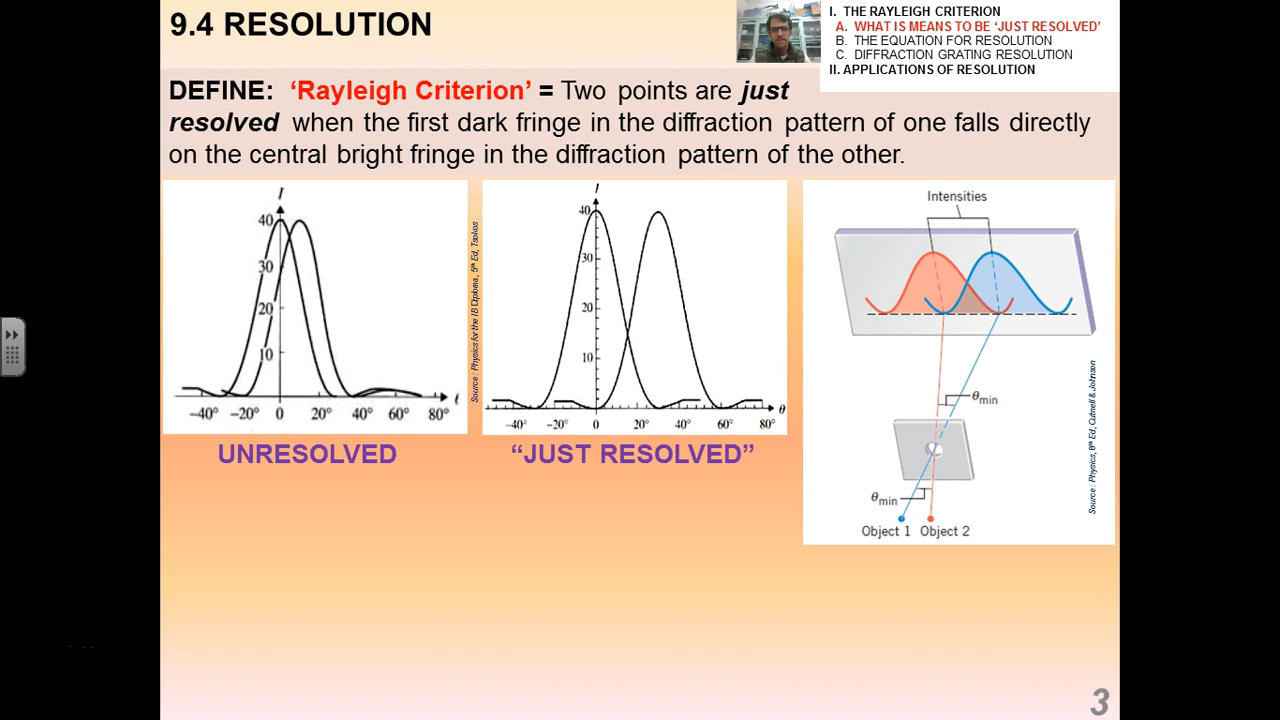 9.4 RESOLUTION
I. THE RAYLEIGH CRITERION
A. WHAT IS MEANS TO BE ‘JUST RESOLVED’
B. THE EQUATION FOR RESOLUTION
C. DIFFRACTION GRATING RESOLUTION
II. APPLICATIONS OF RESOLUTION
DEFINE: ‘Rayleigh Criterion’ = Two points are just
resolved when the first dark fringe in the diffraction pattern of one falls directly
on the central bright fringe in the diffraction pattern of the other.
I
40
30
20
10
-40° -20° 0 20° 40° 60° 80°
UNRESOLVED
Source: Physics for the IB Diploma, 5th Ed, Tsokos
I
40
30
20
10
-40° -20° 0 20° 40° 60° 80° θ
“JUST RESOLVED”
Intensities
θmin
θmin
Object 1 Object 2
Source: Physics, 8th Ed, Cutnell & Johnson
3